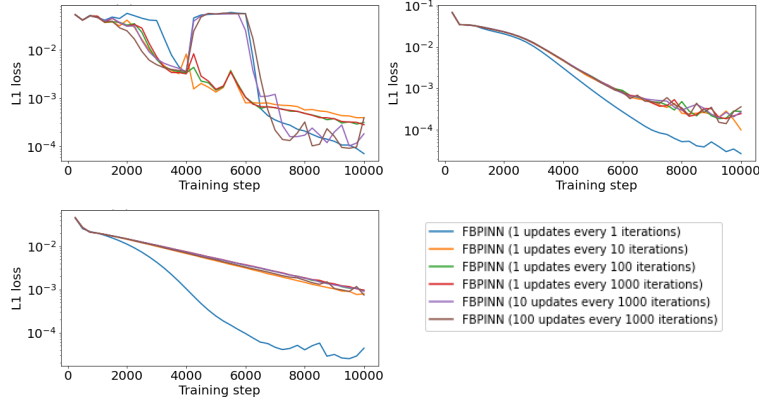 10⁻²
10⁻³
10⁻⁴
L1 loss
0 2000 4000 6000 8000 10000
Training step
10⁻¹
10⁻²
10⁻³
10⁻⁴
L1 loss
0 2000 4000 6000 8000 10000
Training step
10⁻²
10⁻³
10⁻⁴
L1 loss
0 2000 4000 6000 8000 10000
Training step
FBPINN (1 updates every 1 iterations)
FBPINN (1 updates every 10 iterations)
FBPINN (1 updates every 100 iterations)
FBPINN (1 updates every 1000 iterations)
FBPINN (10 updates every 1000 iterations)
FBPINN (100 updates every 1000 iterations)